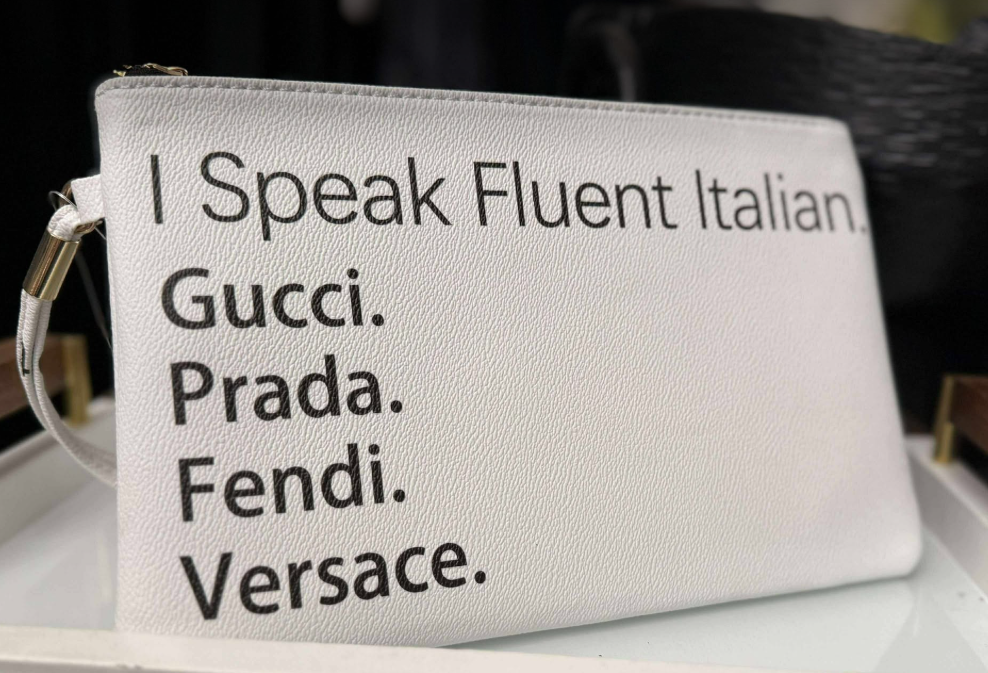 I Speak Fluent Italian.
Gucci.
Prada.
Fendi.
Versace.